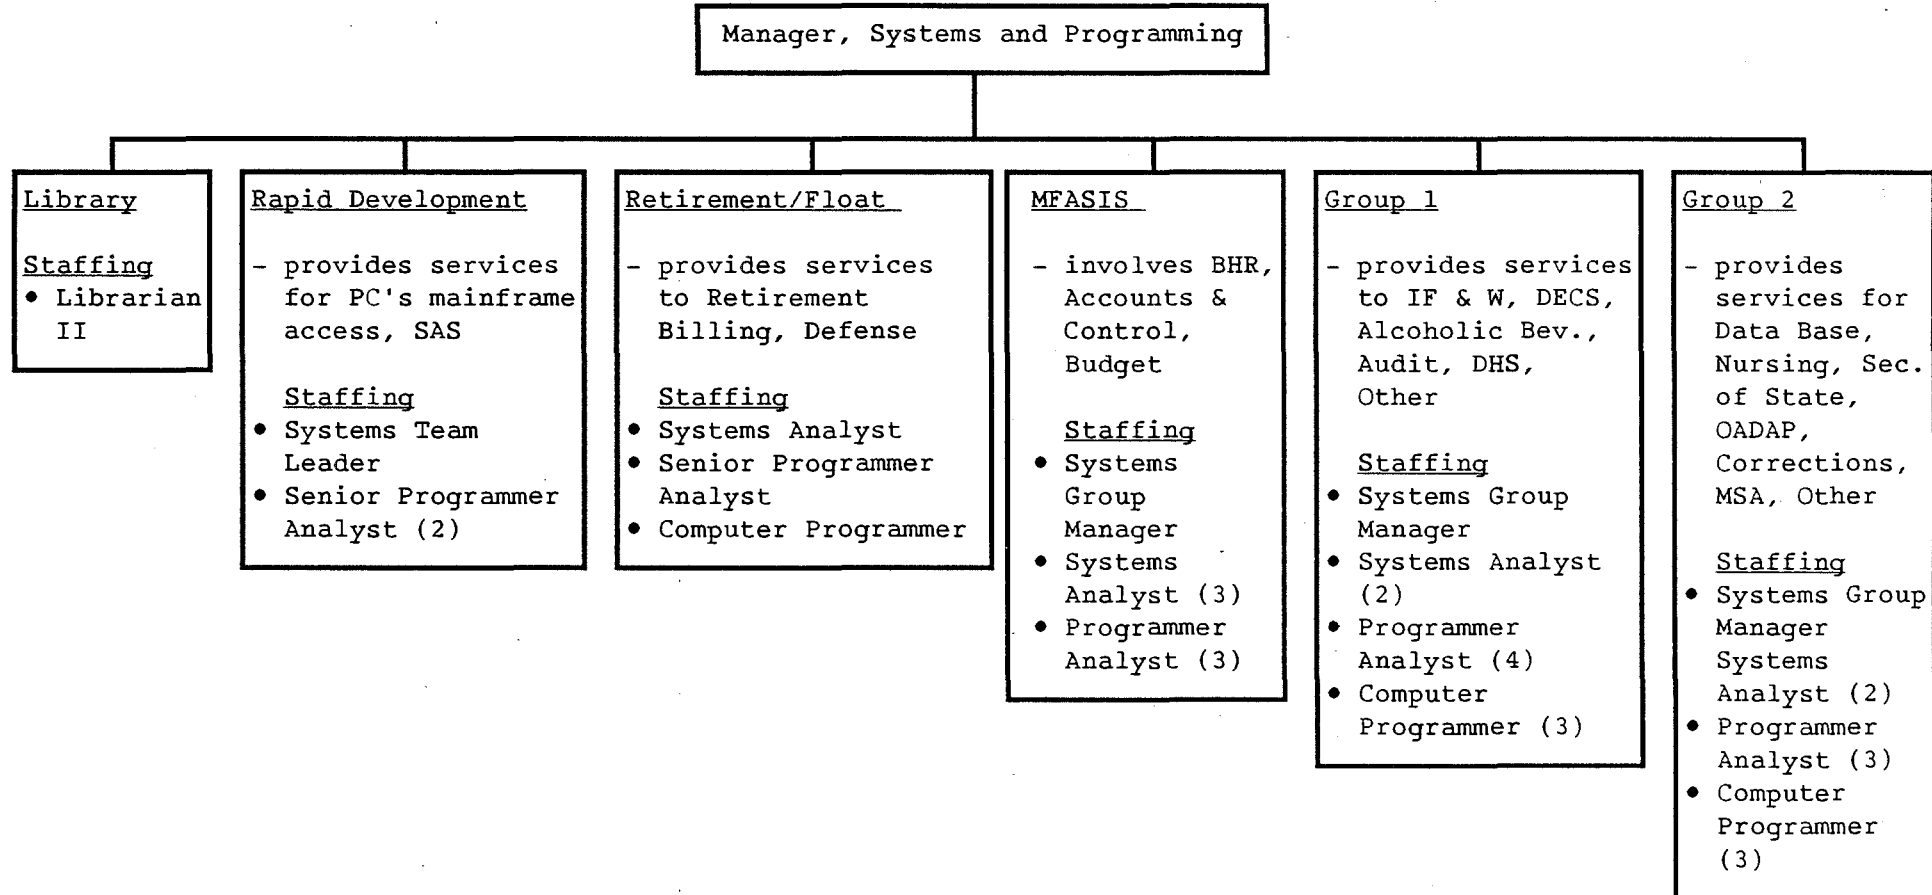 Manager, Systems and Programming
Library
Staffing
• Librarian
II
Rapid Development
- provides services
for PC's mainframe
access, SAS
Staffing
• Systems Team
Leader
• Senior Programmer
Analyst (2)
Retirement/Float
- provides services
to Retirement
Billing, Defense
Staffing
• Systems Analyst
• Senior Programmer
Analyst
• Computer Programmer
MFASIS
- involves BHR,
Accounts &
Control,
Budget
Staffing
• Systems
Group
Manager
• Systems
Analyst (3)
• Programmer
Analyst (3)
Group 1
- provides services
to IF & W, DECS,
Alcoholic Bev.,
Audit, DHS,
Other
Staffing
• Systems Group
Manager
• Systems Analyst
(2)
• Programmer
Analyst (4)
• Computer
Programmer (3)
Group 2
- provides
services for
Data Base,
Nursing, Sec.
of State,
OADAP,
Corrections,
MSA, Other
Staffing
• Systems Group
Manager
Systems
Analyst (2)
• Programmer
Analyst (3)
• Computer
Programmer
(3)